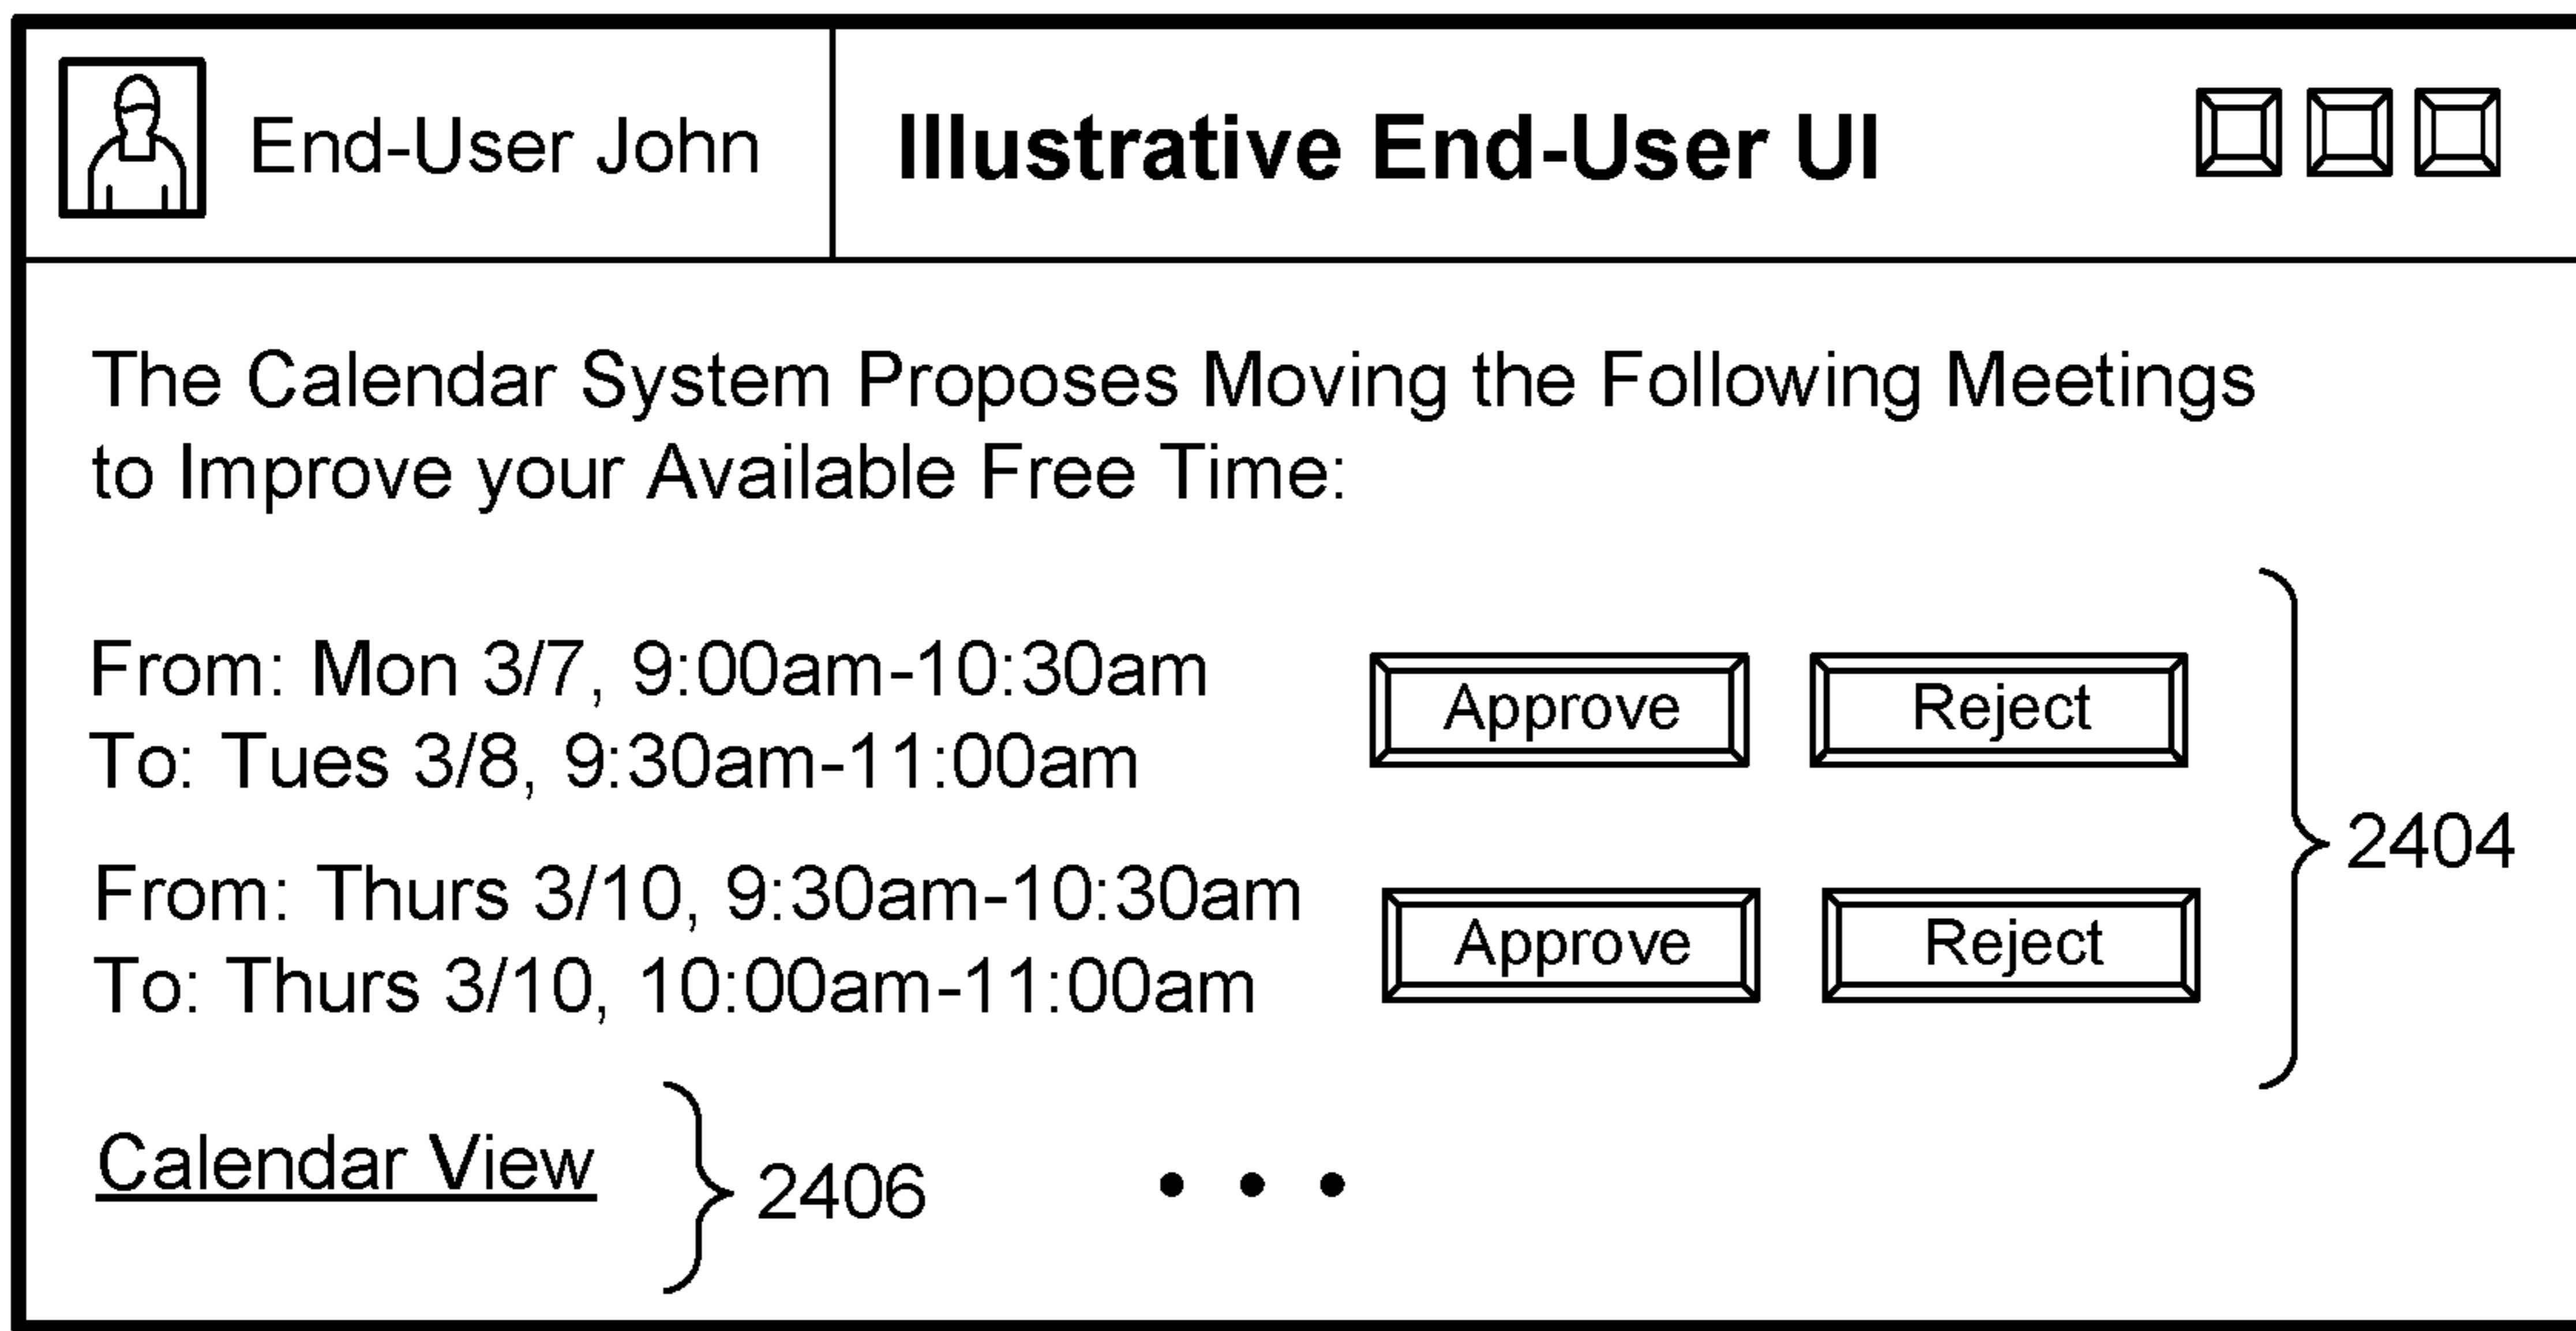 End-User John
Illustrative End-User UI
The Calendar System Proposes Moving the Following Meetings
to Improve your Available Free Time:
From: Mon 3/7, 9:00am-10:30am
To: Tues 3/8, 9:30am-11:00am
Approve
Reject
From: Thurs 3/10, 9:30am-10:30am
To: Thurs 3/10, 10:00am-11:00am
Approve
Reject
2404
Calendar View
2406
• • •